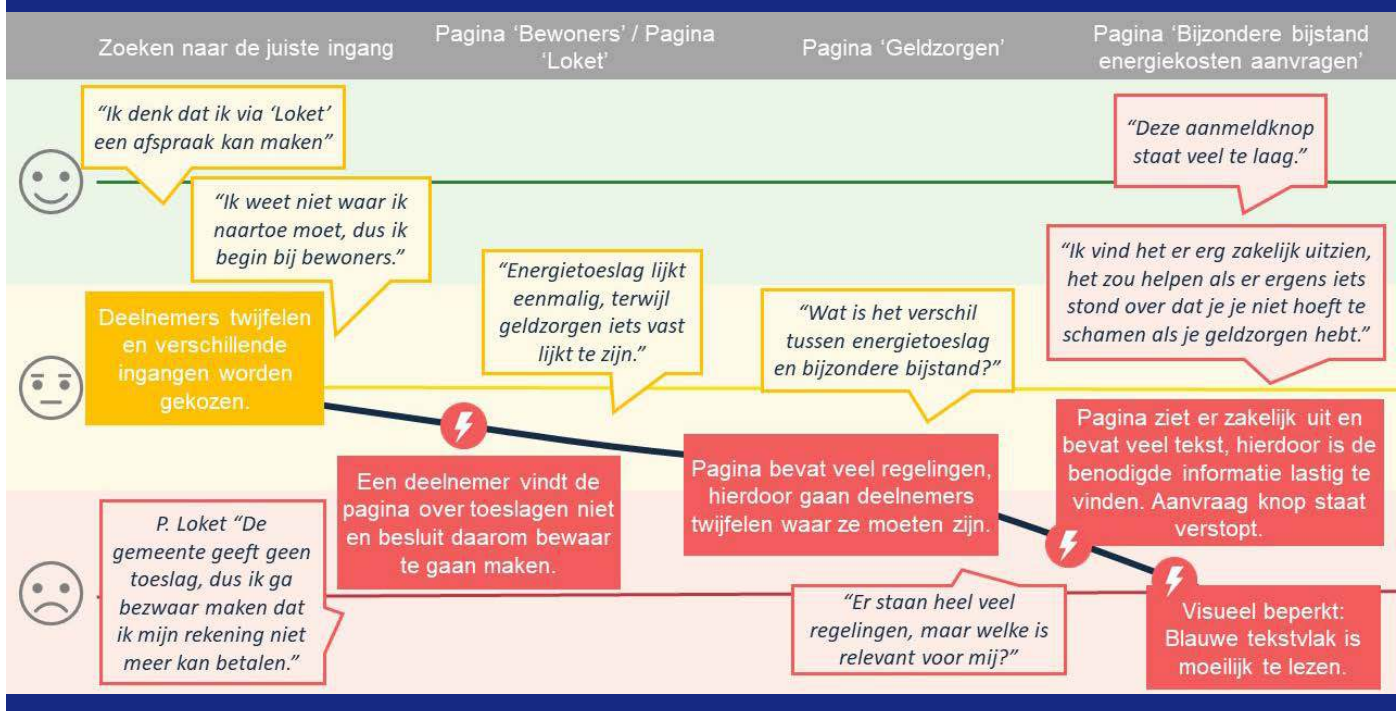 Zoeken naar de juiste ingang
Pagina ‘Bewoners’ / Pagina
‘Loket’
Pagina ‘Geldzorgen’
Pagina ‘Bijzondere bijstand
energiekosten aanvragen’
“Ik denk dat ik via ‘Loket’
een afspraak kan maken”
“Ik weet niet waar ik
naartoe moet, dus ik
begin bij bewoners.”
Deelnemers twijfelen
en verschillende
ingangen worden
gekozen.
P. Loket “De
gemeente geeft geen
toeslag, dus ik ga
bezwaar maken dat
ik mijn rekening niet
meer kan betalen.”
“Energietoeslag lijkt
eenmalig, terwijl
geldzorgen iets vast
lijkt te zijn.”
Een deelnemer vindt de
pagina over toeslagen niet
en besluit daarom bewaar
te gaan maken.
“Wat is het verschil
tussen energietoeslag
en bijzondere bijstand?”
Pagina bevat veel regelingen,
hierdoor gaan deelnemers
twijfelen waar ze moeten zijn.
“Er staan heel veel
regelingen, maar welke is
relevant voor mij?”
“Deze aanmeldknop
staat veel te laag.”
“Ik vind het er erg zakelijk uitzien,
het zou helpen als er ergens iets
stond over dat je je niet hoeft te
schamen als je geldzorgen hebt.”
Pagina ziet er zakelijk uit en
bevat veel tekst, hierdoor is de
benodigde informatie lastig te
vinden. Aanvraag knop staat
verstopt.
Visueel beperkt:
Blauwe tekstvlak is
moeilijk te lezen.